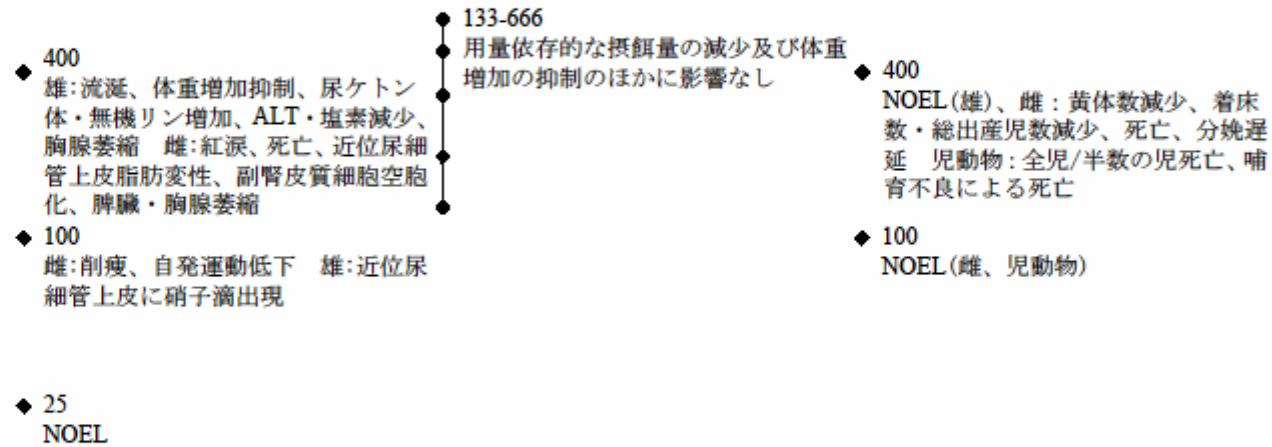 400
雄:流涎、体重増加抑制、尿ケトン
体・無機リン増加、ALT・塩素減少、
胸腺萎縮　雌:紅涙、死亡、近位尿細
管上皮脂肪変性、副腎皮質細胞空胞
化、脾臓・胸腺萎縮
100
雌:削痩、自発運動低下　雄:近位尿
細管上皮に硝子滴出現
25
NOEL
133-666
用量依存的な摂餌量の減少及び体重
増加の抑制のほかに影響なし
400
NOEL(雄)、雌：黄体数減少、着床
数・総出産児数減少、死亡、分娩遅
延　児動物：全児/半数の児死亡、哺
育不良による死亡
100
NOEL(雌、児動物)